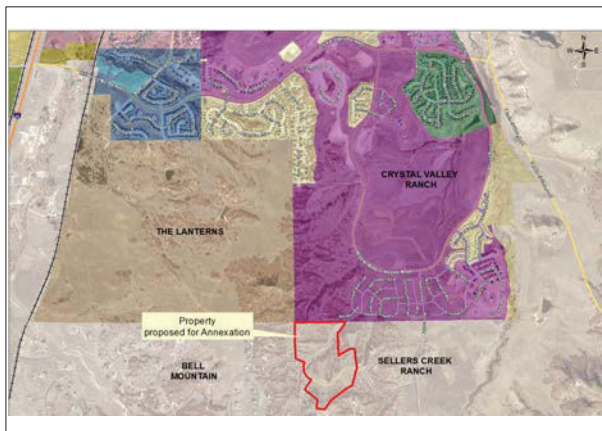 N
W E
S
CRYSTAL VALLEY
RANCH
THE LANTERNS
Property
proposed for Annexation
BELL
MOUNTAIN
SELLERS CREEK
RANCH